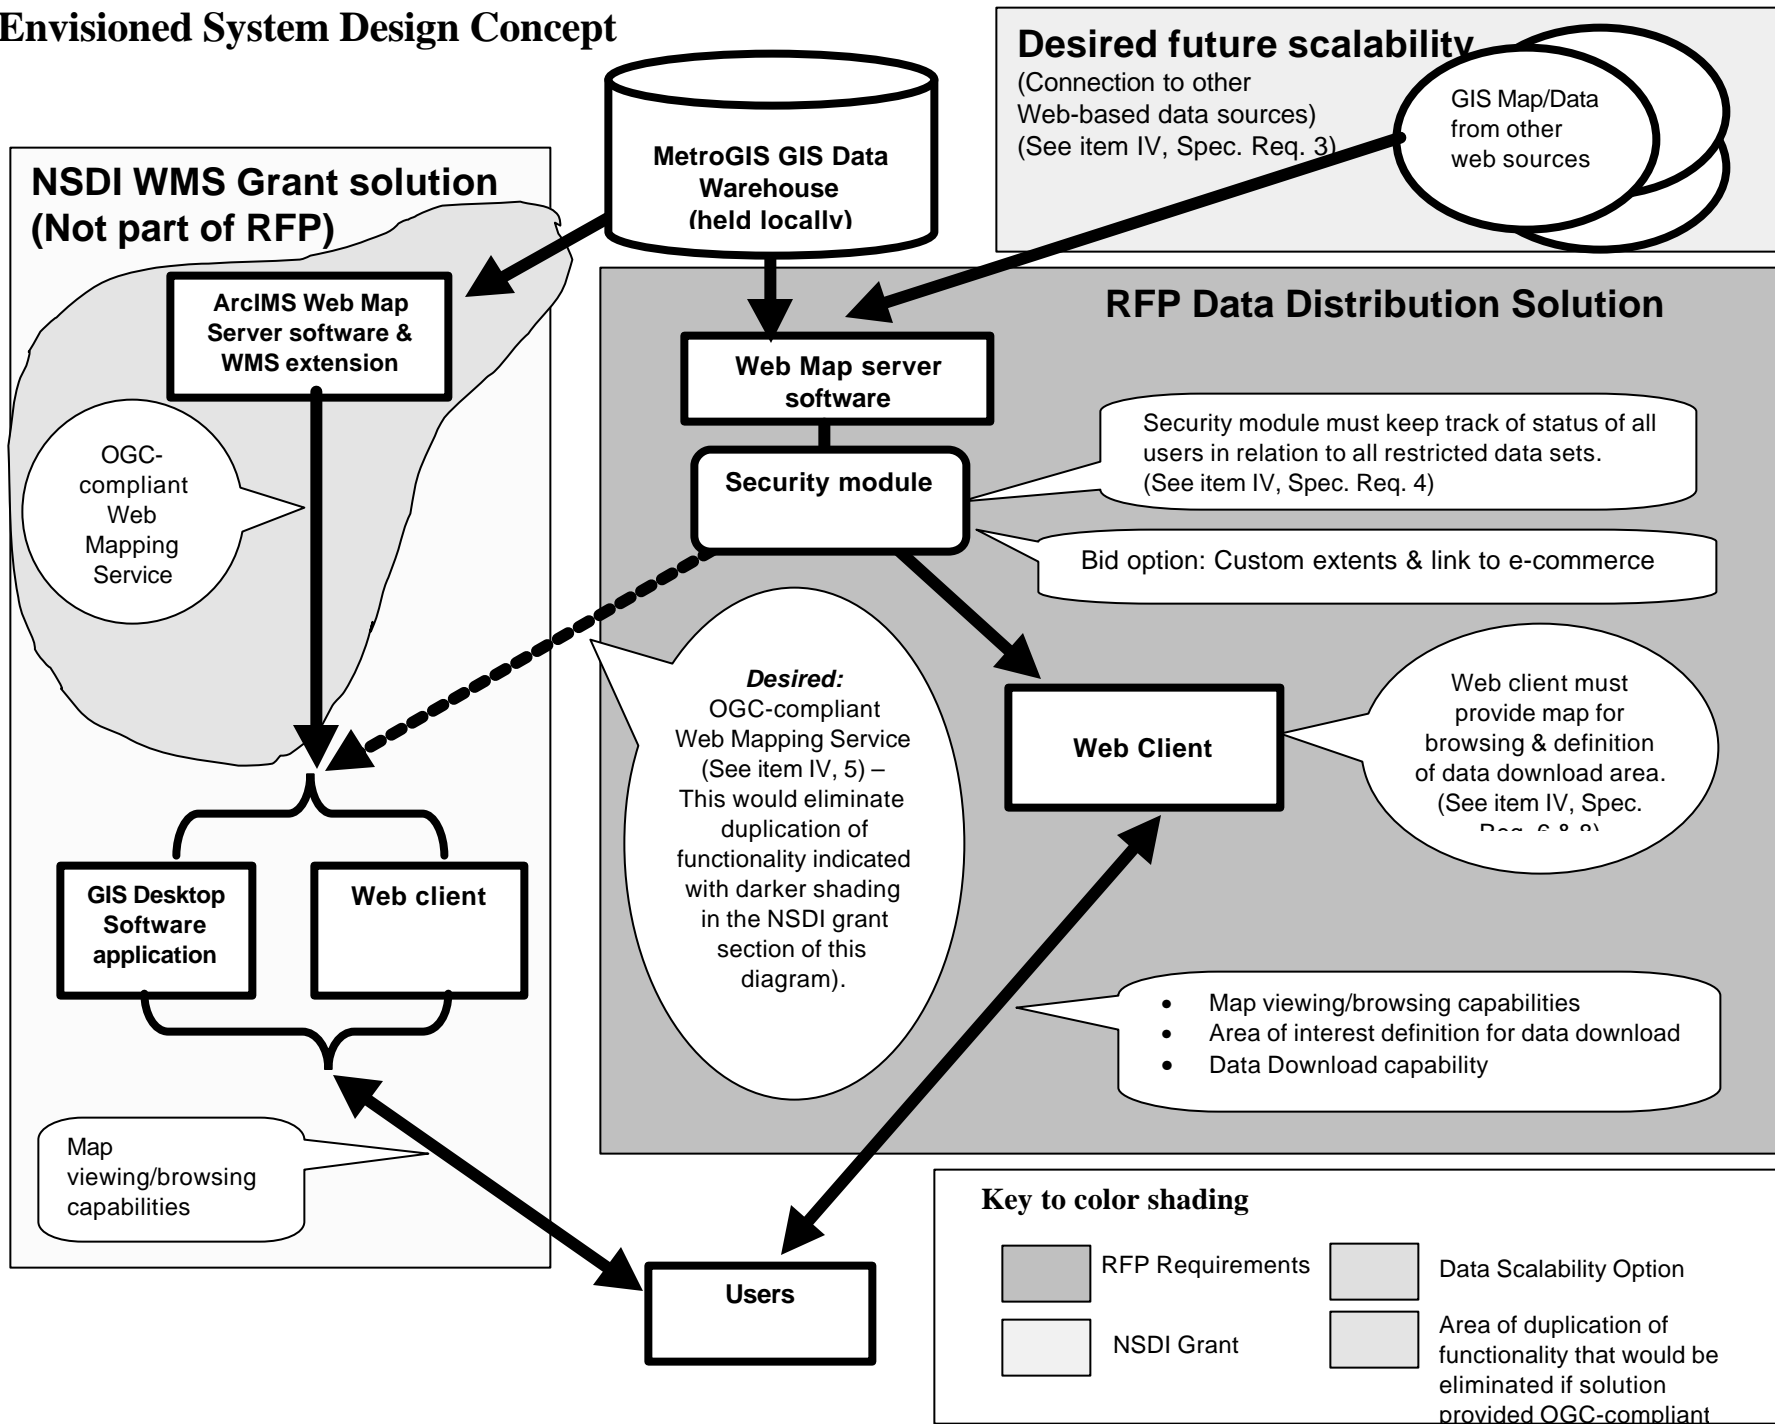 Envisioned System Design Concept
Desired future scalability
(Connection to other
Web-based data sources)
(See item IV, Spec. Req. 3)
GIS Map/Data
from other
web sources
MetroGIS GIS Data
Warehouse
(held locally)
NSDI WMS Grant solution
(Not part of RFP)
ArcIMS Web Map
Server software &
WMS extension
OGC-
compliant
Web
Mapping
Service
RFP Data Distribution Solution
Web Map server
software
Security module
Security module must keep track of status of all
users in relation to all restricted data sets.
(See item IV, Spec. Req. 4)
Bid option: Custom extents & link to e-commerce
Desired:
OGC-compliant
Web Mapping Service
(See item IV, 5) –
This would eliminate
duplication of
functionality indicated
with darker shading
in the NSDI grant
section of this
diagram).
Web Client
Web client must
provide map for
browsing & definition
of data download area.
(See item IV, Spec.
Req. 6 & 8)
GIS Desktop
Software
application
Web client
• Map viewing/browsing capabilities
• Area of interest definition for data download
• Data Download capability
Map
viewing/browsing
capabilities
Users
Key to color shading
RFP Requirements
Data Scalability Option
NSDI Grant
Area of duplication of
functionality that would be
eliminated if solution
provided OGC-compliant